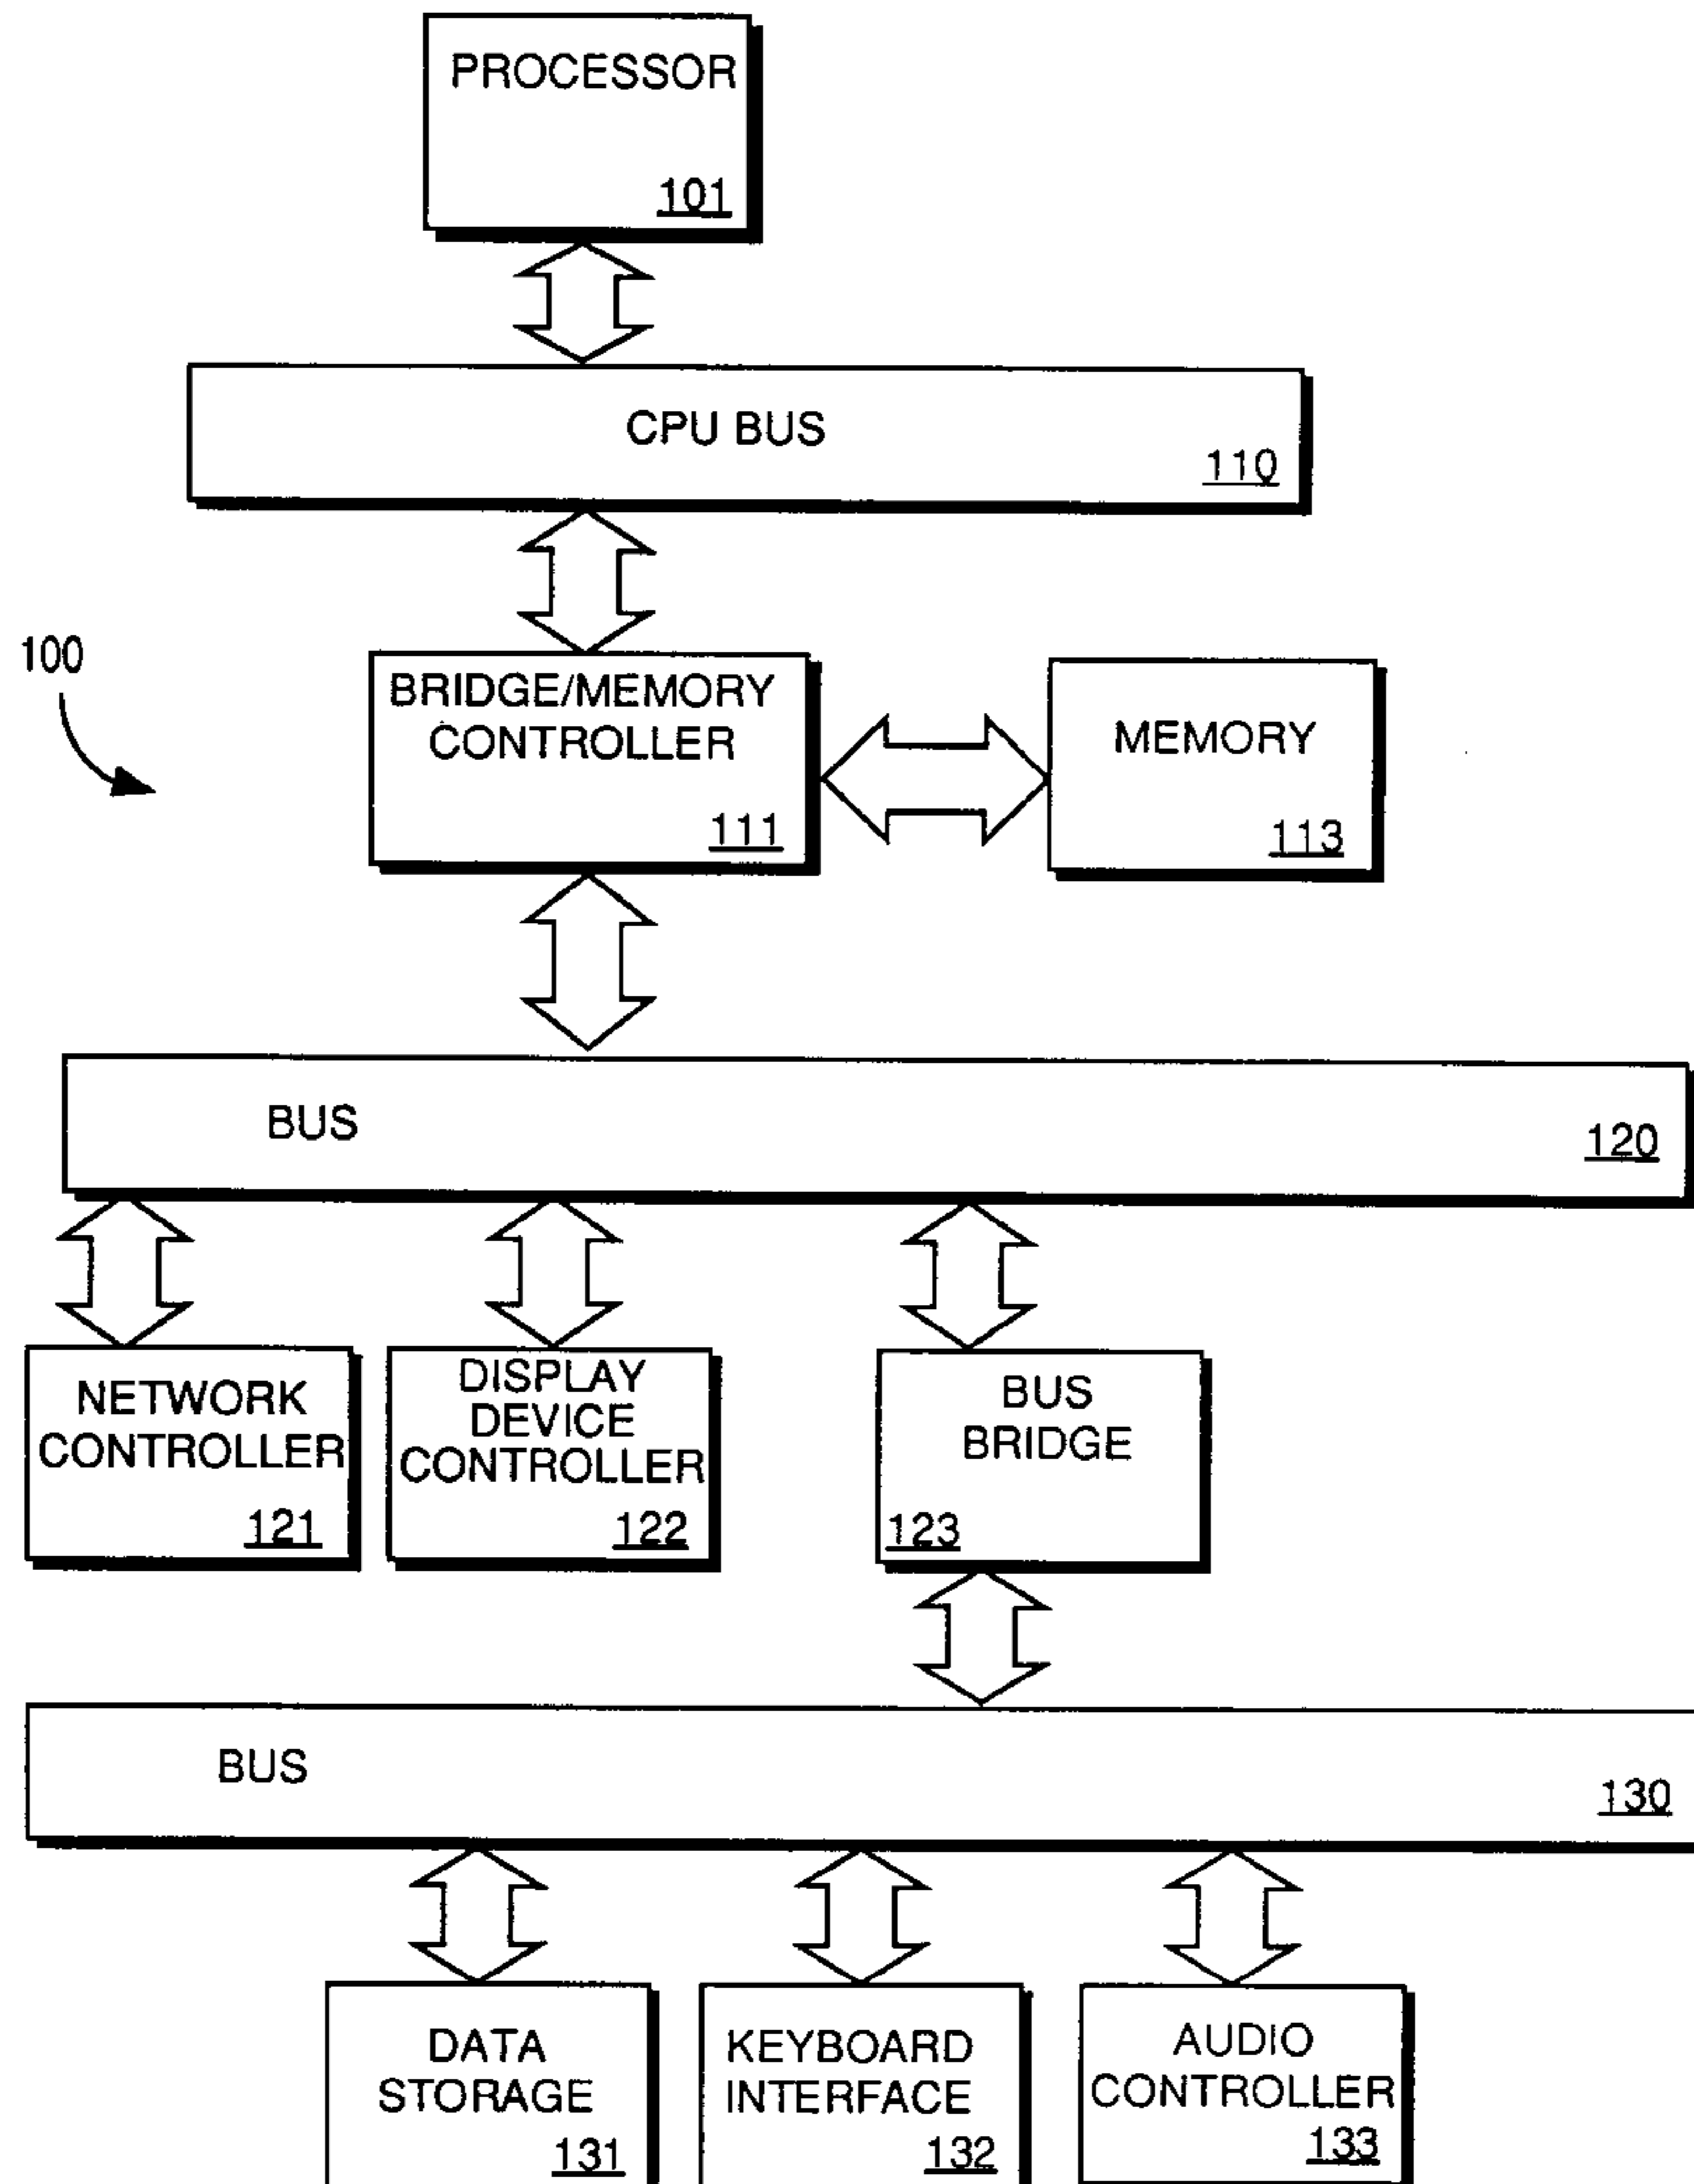 PROCESSOR
101
CPU BUS
110
100
BRIDGE/MEMORY
CONTROLLER
111
MEMORY
113
BUS
120
NETWORK
CONTROLLER
121
DISPLAY
DEVICE
CONTROLLER
122
BUS
BRIDGE
123
BUS
130
DATA
STORAGE
131
KEYBOARD
INTERFACE
132
AUDIO
CONTROLLER
133